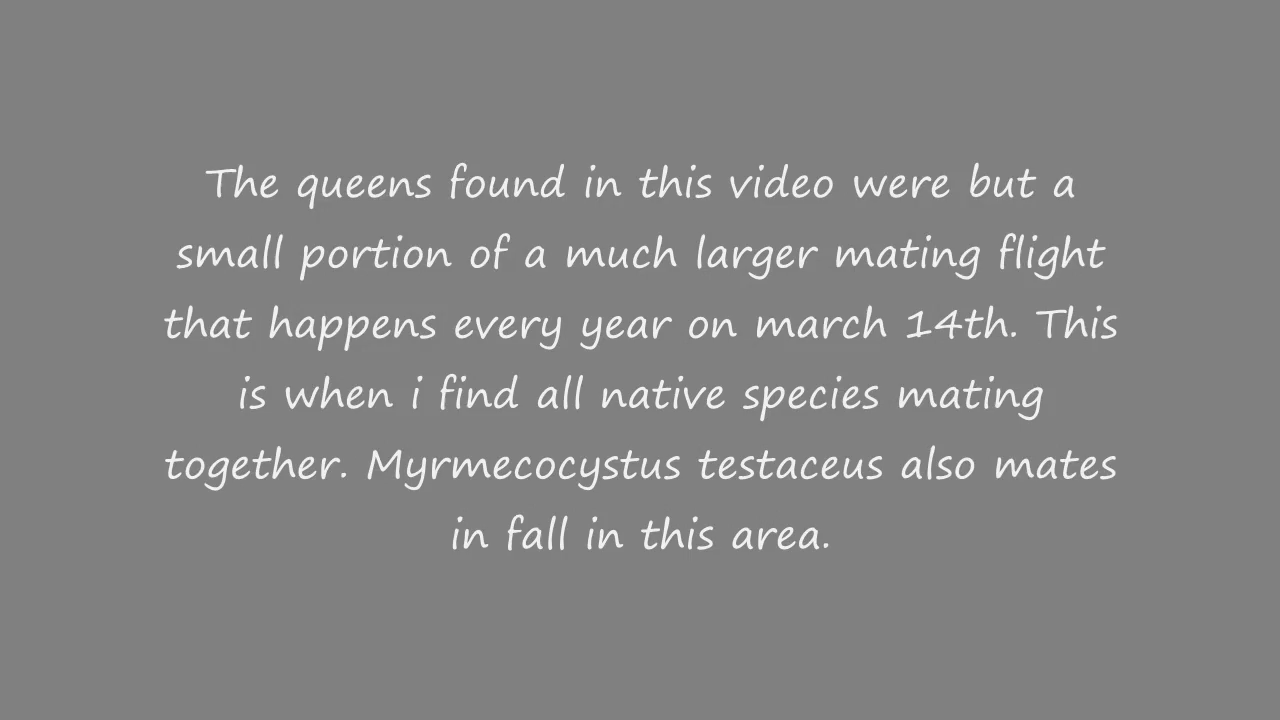 The queens found in this video were but a
small portion of a much larger mating flight
that happens every year on march 14th. This
is when i find all native species mating
together. Myrmecocystus testaceus also mates
in fall in this area.